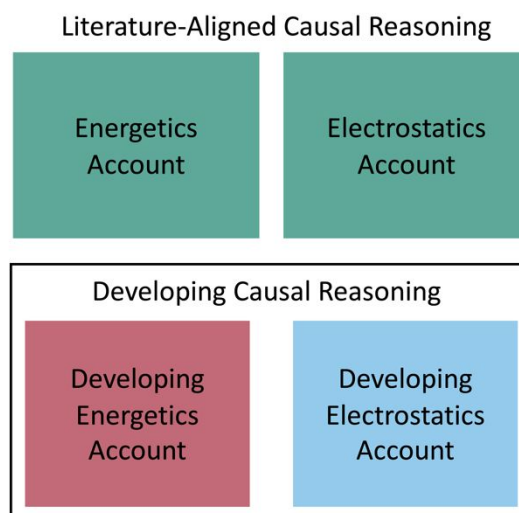 Literature-Aligned Causal Reasoning
Energetics
Account
Electrostatics
Account
Developing Causal Reasoning
Developing
Energetics
Account
Developing
Electrostatics
Account